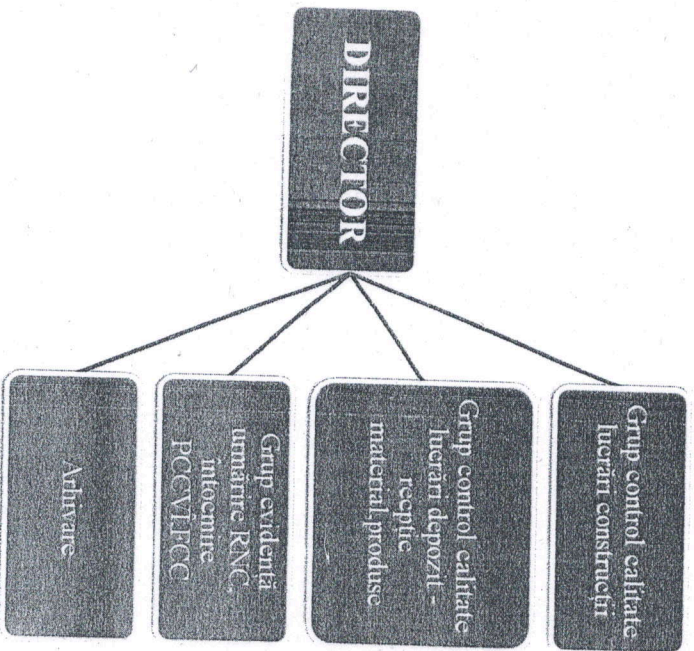 DIRECTOR
Grup control calitate
lucrări construcții
Grup control calitate
lucrări depozit -
recepție
material,produse
Grup evidență
urmărire RNC,
întocmire
PCCVI,FCC
Arhivare